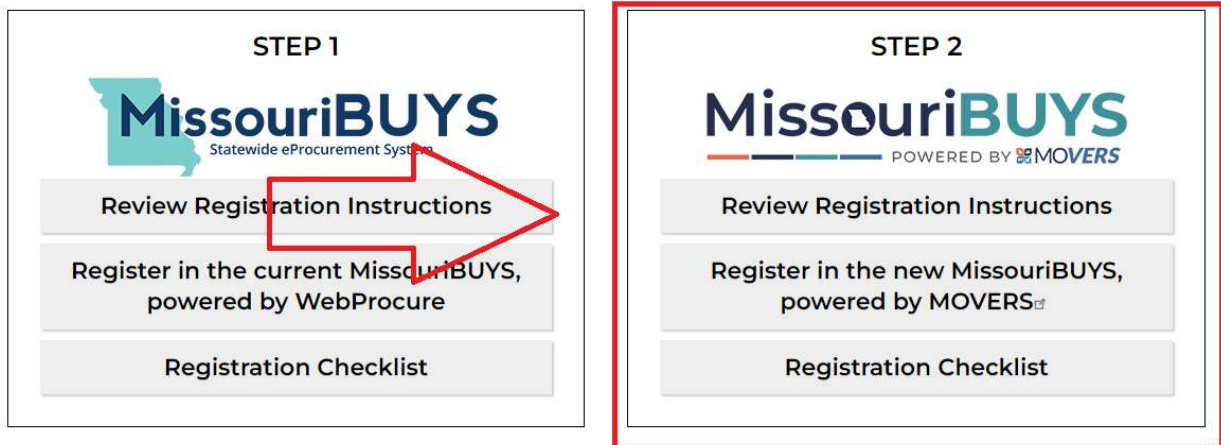 STEP 1
MissouriBUYS
Statewide eProcurement System
Review Registration Instructions
Register in the current MissouriBUYS,
powered by WebProcure
Registration Checklist
STEP 2
MissouriBUYS
POWERED BY MOVERS
Review Registration Instructions
Register in the new MissouriBUYS,
powered by MOVERS
Registration Checklist